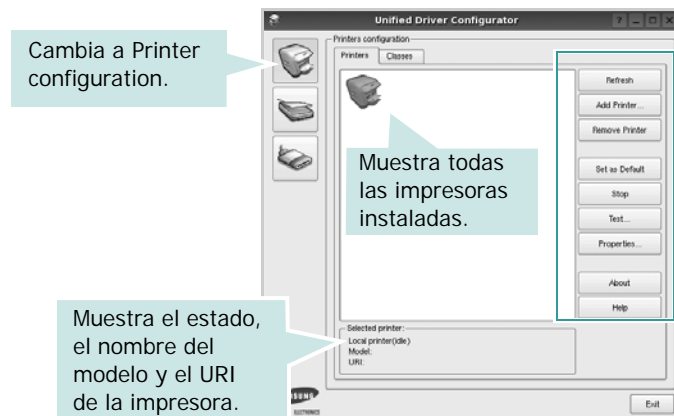 Unified Driver Configurator
Cambia a Printer
configuration.
Printers configuration
Printers
Classes
Refresh
Add Printer...
Remove Printer
Set as Default
Stop
Test...
Properties...
About
Help
Muestra todas
las impresoras
instaladas.
Muestra el estado,
el nombre del
modelo y el URI
de la impresora.
Selected printer:
Local printer(idle)
Model:
URI:
ELECTRONICS
Exit